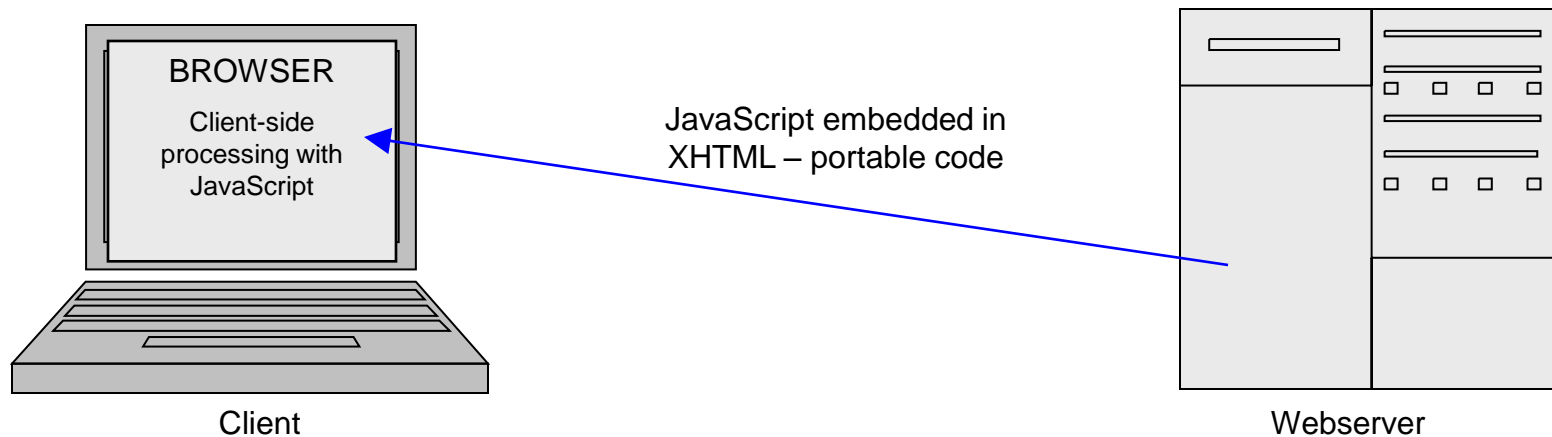 BROWSER
Client-side
processing with
JavaScript
JavaScript embedded in
XHTML – portable code
Client
Webserver